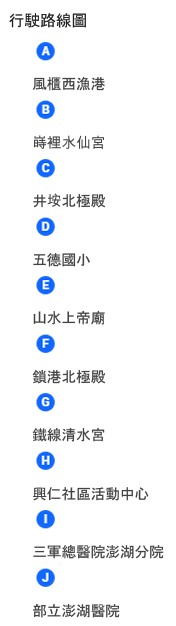 行駛路線圖
A
風櫃西漁港
B
嵵裡水仙宮
C
井垵北極殿
D
五德國小
E
山水上帝廟
F
鎖港北極殿
G
鐵線清水宮
H
興仁社區活動中心
I
三軍總醫院澎湖分院
J
部立澎湖醫院